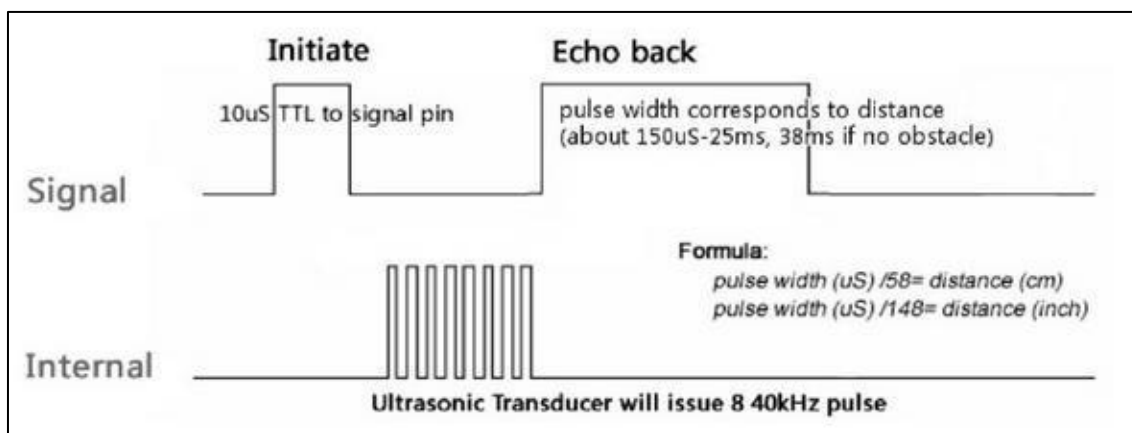 Initiate
Echo back
10uS TTL to signal pin
pulse width corresponds to distance
(about 150uS-25ms, 38ms if no obstacle)
Signal
Formula:
pulse width (uS) /58= distance (cm)
pulse width (uS) /148= distance (inch)
Internal
Ultrasonic Transducer will issue 8 40kHz pulse